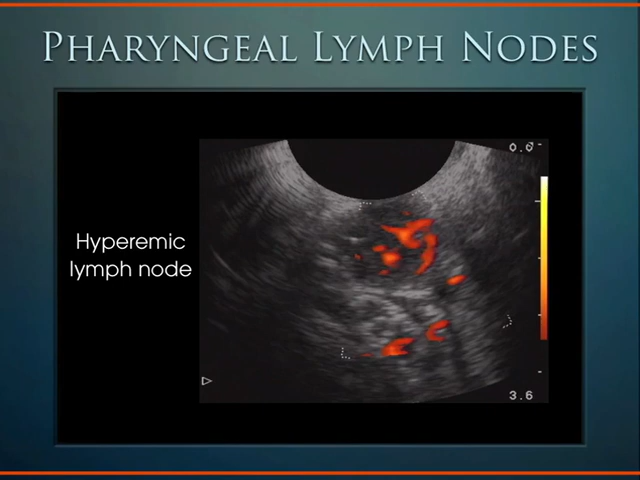 Pharyngeal Lymph Nodes
0.0
Hyperemic
lymph node
3.6